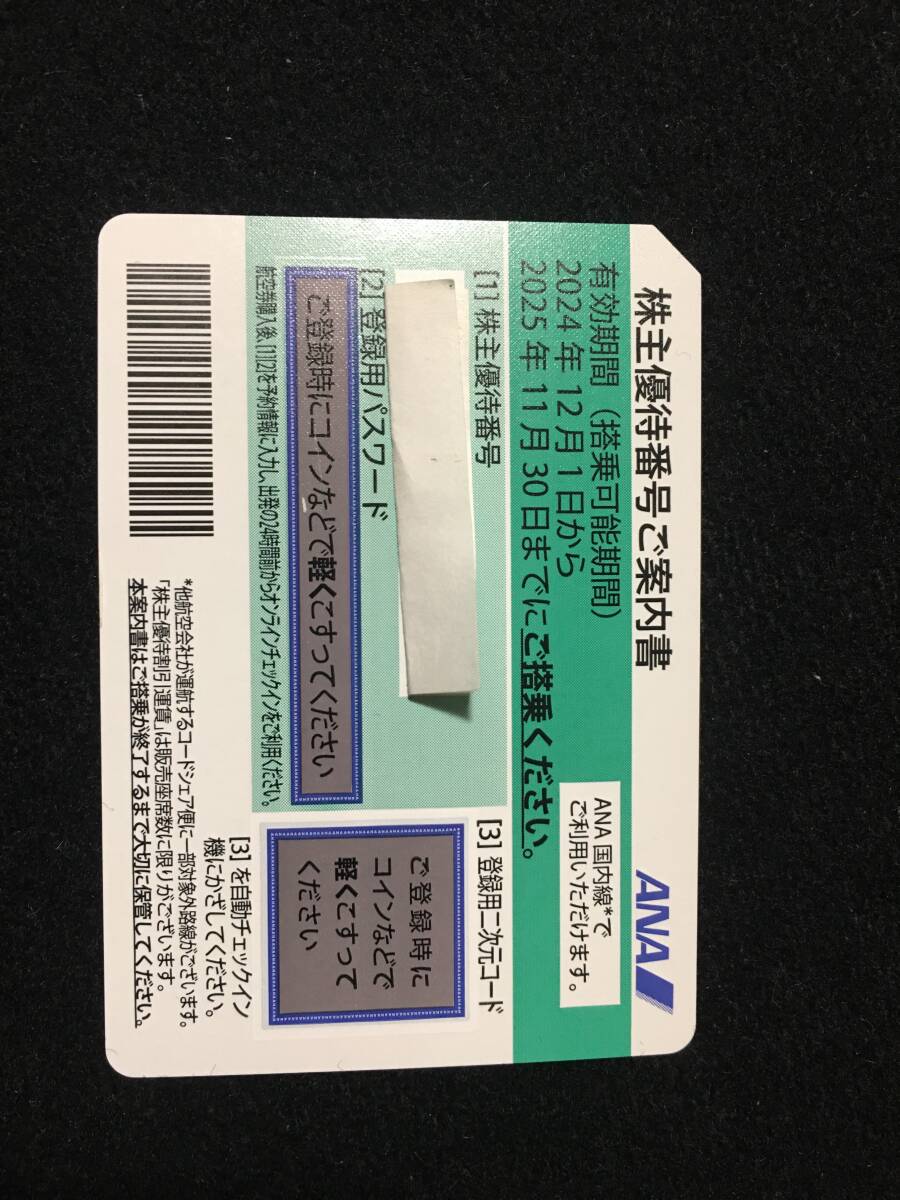 株主優待番号ご案内書
ANA
有効期間（搭乗可能期間）
2024年12月1日から
2025年11月30日までにご搭乗ください。
ANA国内線*で
ご利用いただけます。
[1] 株主優待番号
[2] 登録用パスワード
ご登録時にコインなどで軽くこすってください
航空券購入後、[1][2]を予約情報に入力し、出発の24時間前からオンラインチェックインをご利用ください。
[3] 登録用二次元コード
ご登録時に
コインなどで
軽くこすって
ください
[3] を自動チェックイン
機にかざしてください。
*他航空会社が運航するコードシェア便に一部対象外路線がございます。
「株主優待割引運賃」は販売座席数に限りがございます。
本案内書はご搭乗が終了するまで大切に保管してください。